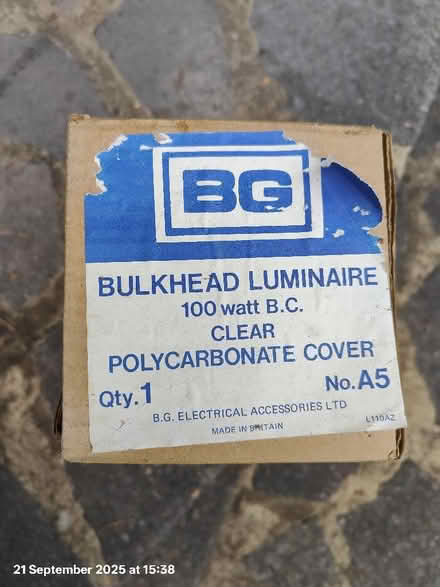 BG
BULKHEAD LUMINAIRE
100 watt B.C.
CLEAR
POLYCARBONATE COVER
Qty.1 No.A5
B.G. ELECTRICAL ACCESSORIES LTD
MADE IN BRITAIN L110AZ
21 September 2025 at 15:38